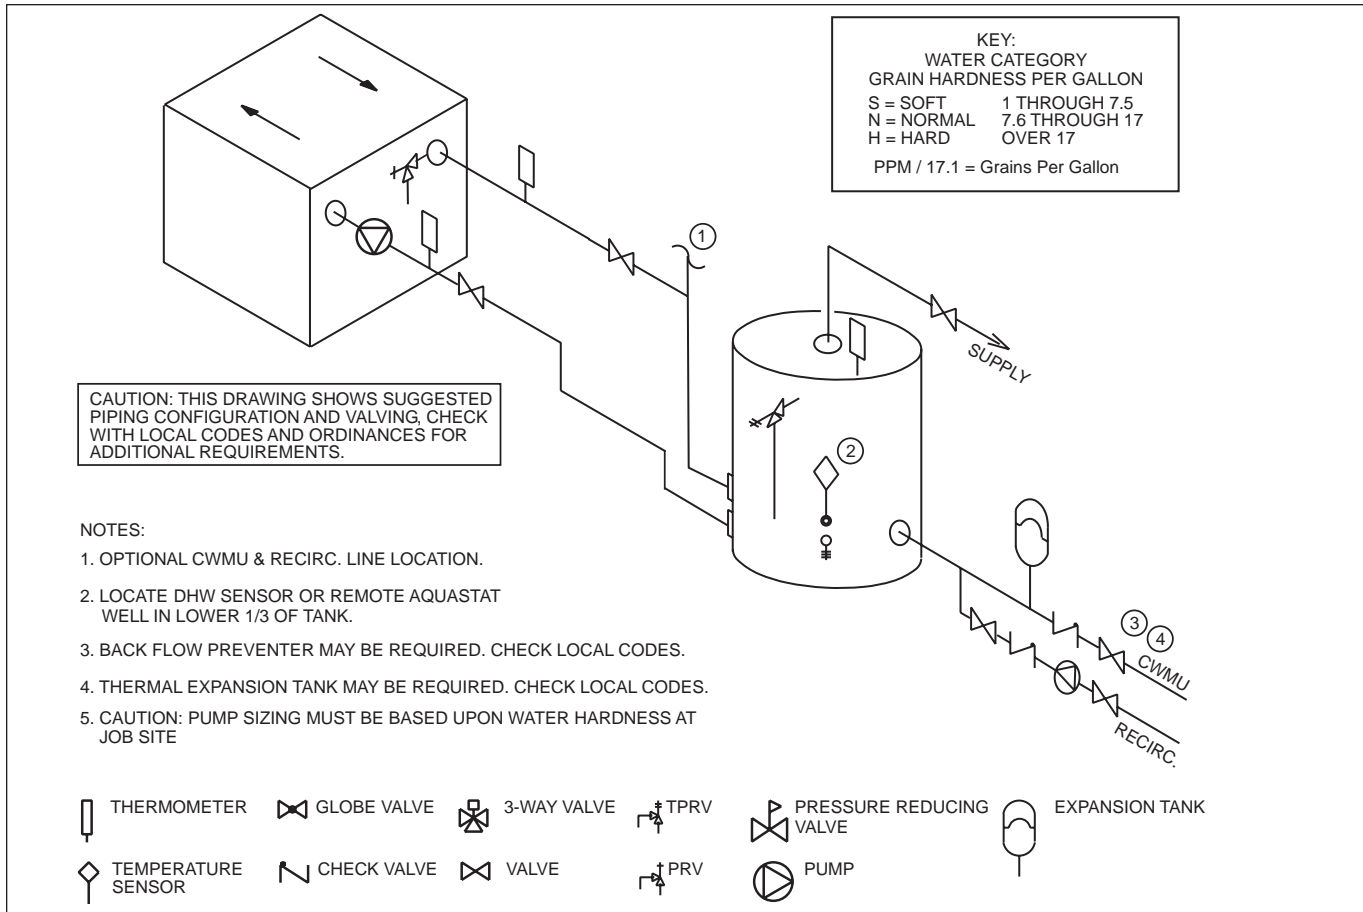 KEY:
WATER CATEGORY
GRAIN HARDNESS PER GALLON
S = SOFT 1 THROUGH 7.5
N = NORMAL 7.6 THROUGH 17
H = HARD OVER 17
PPM / 17.1 = Grains Per Gallon
1
SUPPLY
CAUTION: THIS DRAWING SHOWS SUGGESTED
PIPING CONFIGURATION AND VALVING, CHECK
WITH LOCAL CODES AND ORDINANCES FOR
ADDITIONAL REQUIREMENTS.
2
3
4
CWMU
RECIRC.
NOTES:
1. OPTIONAL CWMU & RECIRC. LINE LOCATION.
2. LOCATE DHW SENSOR OR REMOTE AQUASTAT
WELL IN LOWER 1/3 OF TANK.
3. BACK FLOW PREVENTER MAY BE REQUIRED. CHECK LOCAL CODES.
4. THERMAL EXPANSION TANK MAY BE REQUIRED. CHECK LOCAL CODES.
5. CAUTION: PUMP SIZING MUST BE BASED UPON WATER HARDNESS AT
JOB SITE
THERMOMETER
GLOBE VALVE
3-WAY VALVE
TPRV
PRESSURE REDUCING
VALVE
EXPANSION TANK
TEMPERATURE
SENSOR
CHECK VALVE
VALVE
PRV
PUMP